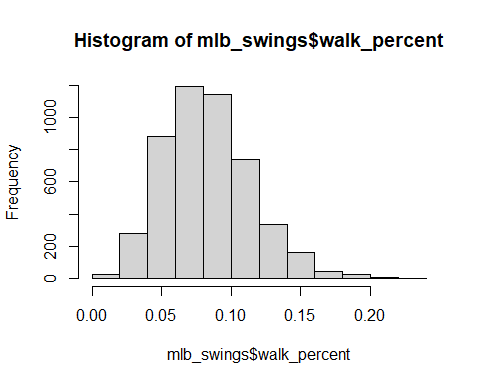 Histogram of mlb_swings$walk_percent
Frequency
1000
600
200
0
0.00 0.05 0.10 0.15 0.20
mlb_swings$walk_percent